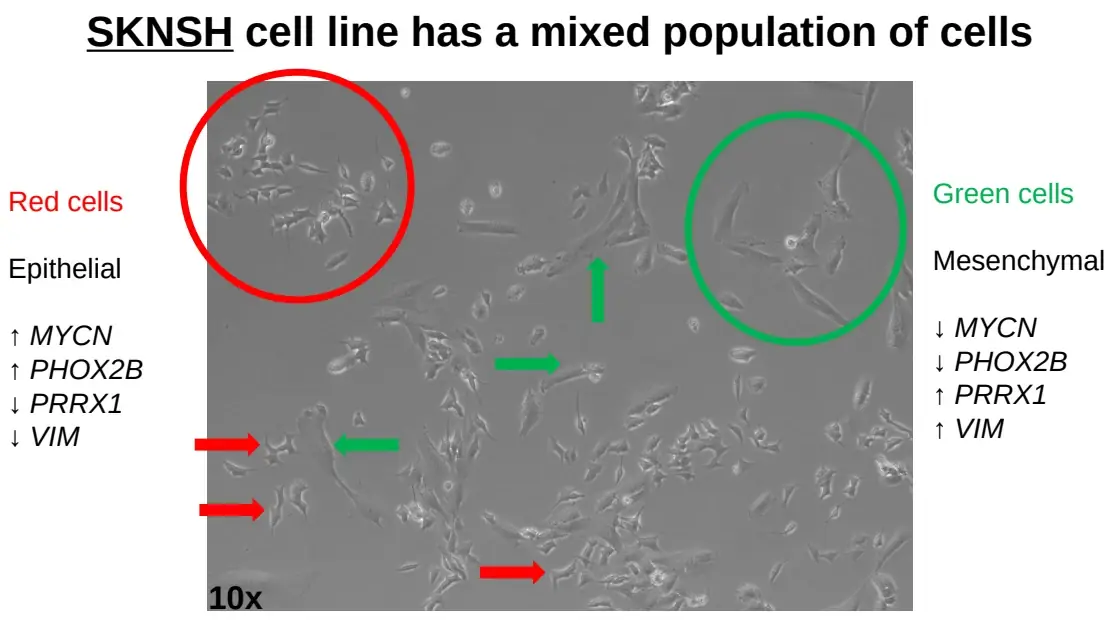 SKNSH cell line has a mixed population of cells
Red cells
Epithelial
↑ MYCN
↑ PHOX2B
↓ PRRX1
↓ VIM
Green cells
Mesenchymal
↓ MYCN
↓ PHOX2B
↑ PRRX1
↑ VIM
10x